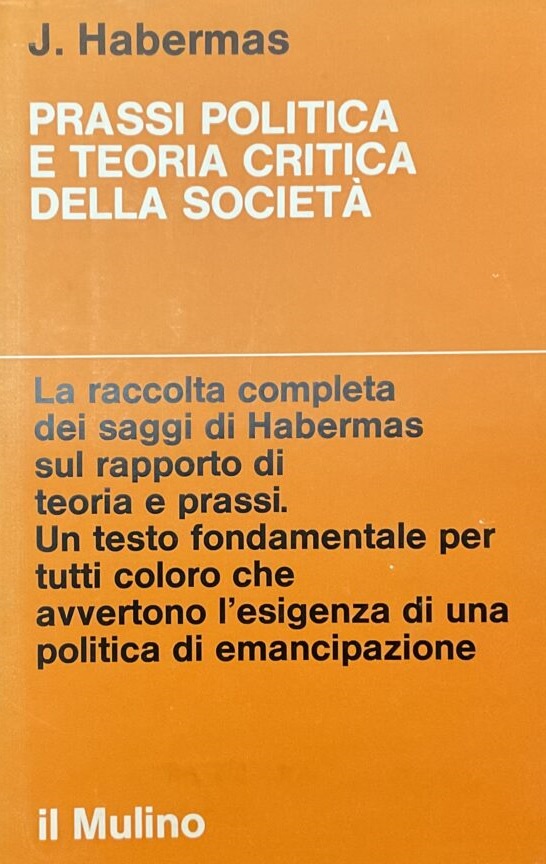 J. Habermas
PRASSI POLITICA
E TEORIA CRITICA
DELLA SOCIETÀ
La raccolta completa
dei saggi di Habermas
sul rapporto di
teoria e prassi.
Un testo fondamentale per
tutti coloro che
avvertono l'esigenza di una
politica di emancipazione
il Mulino